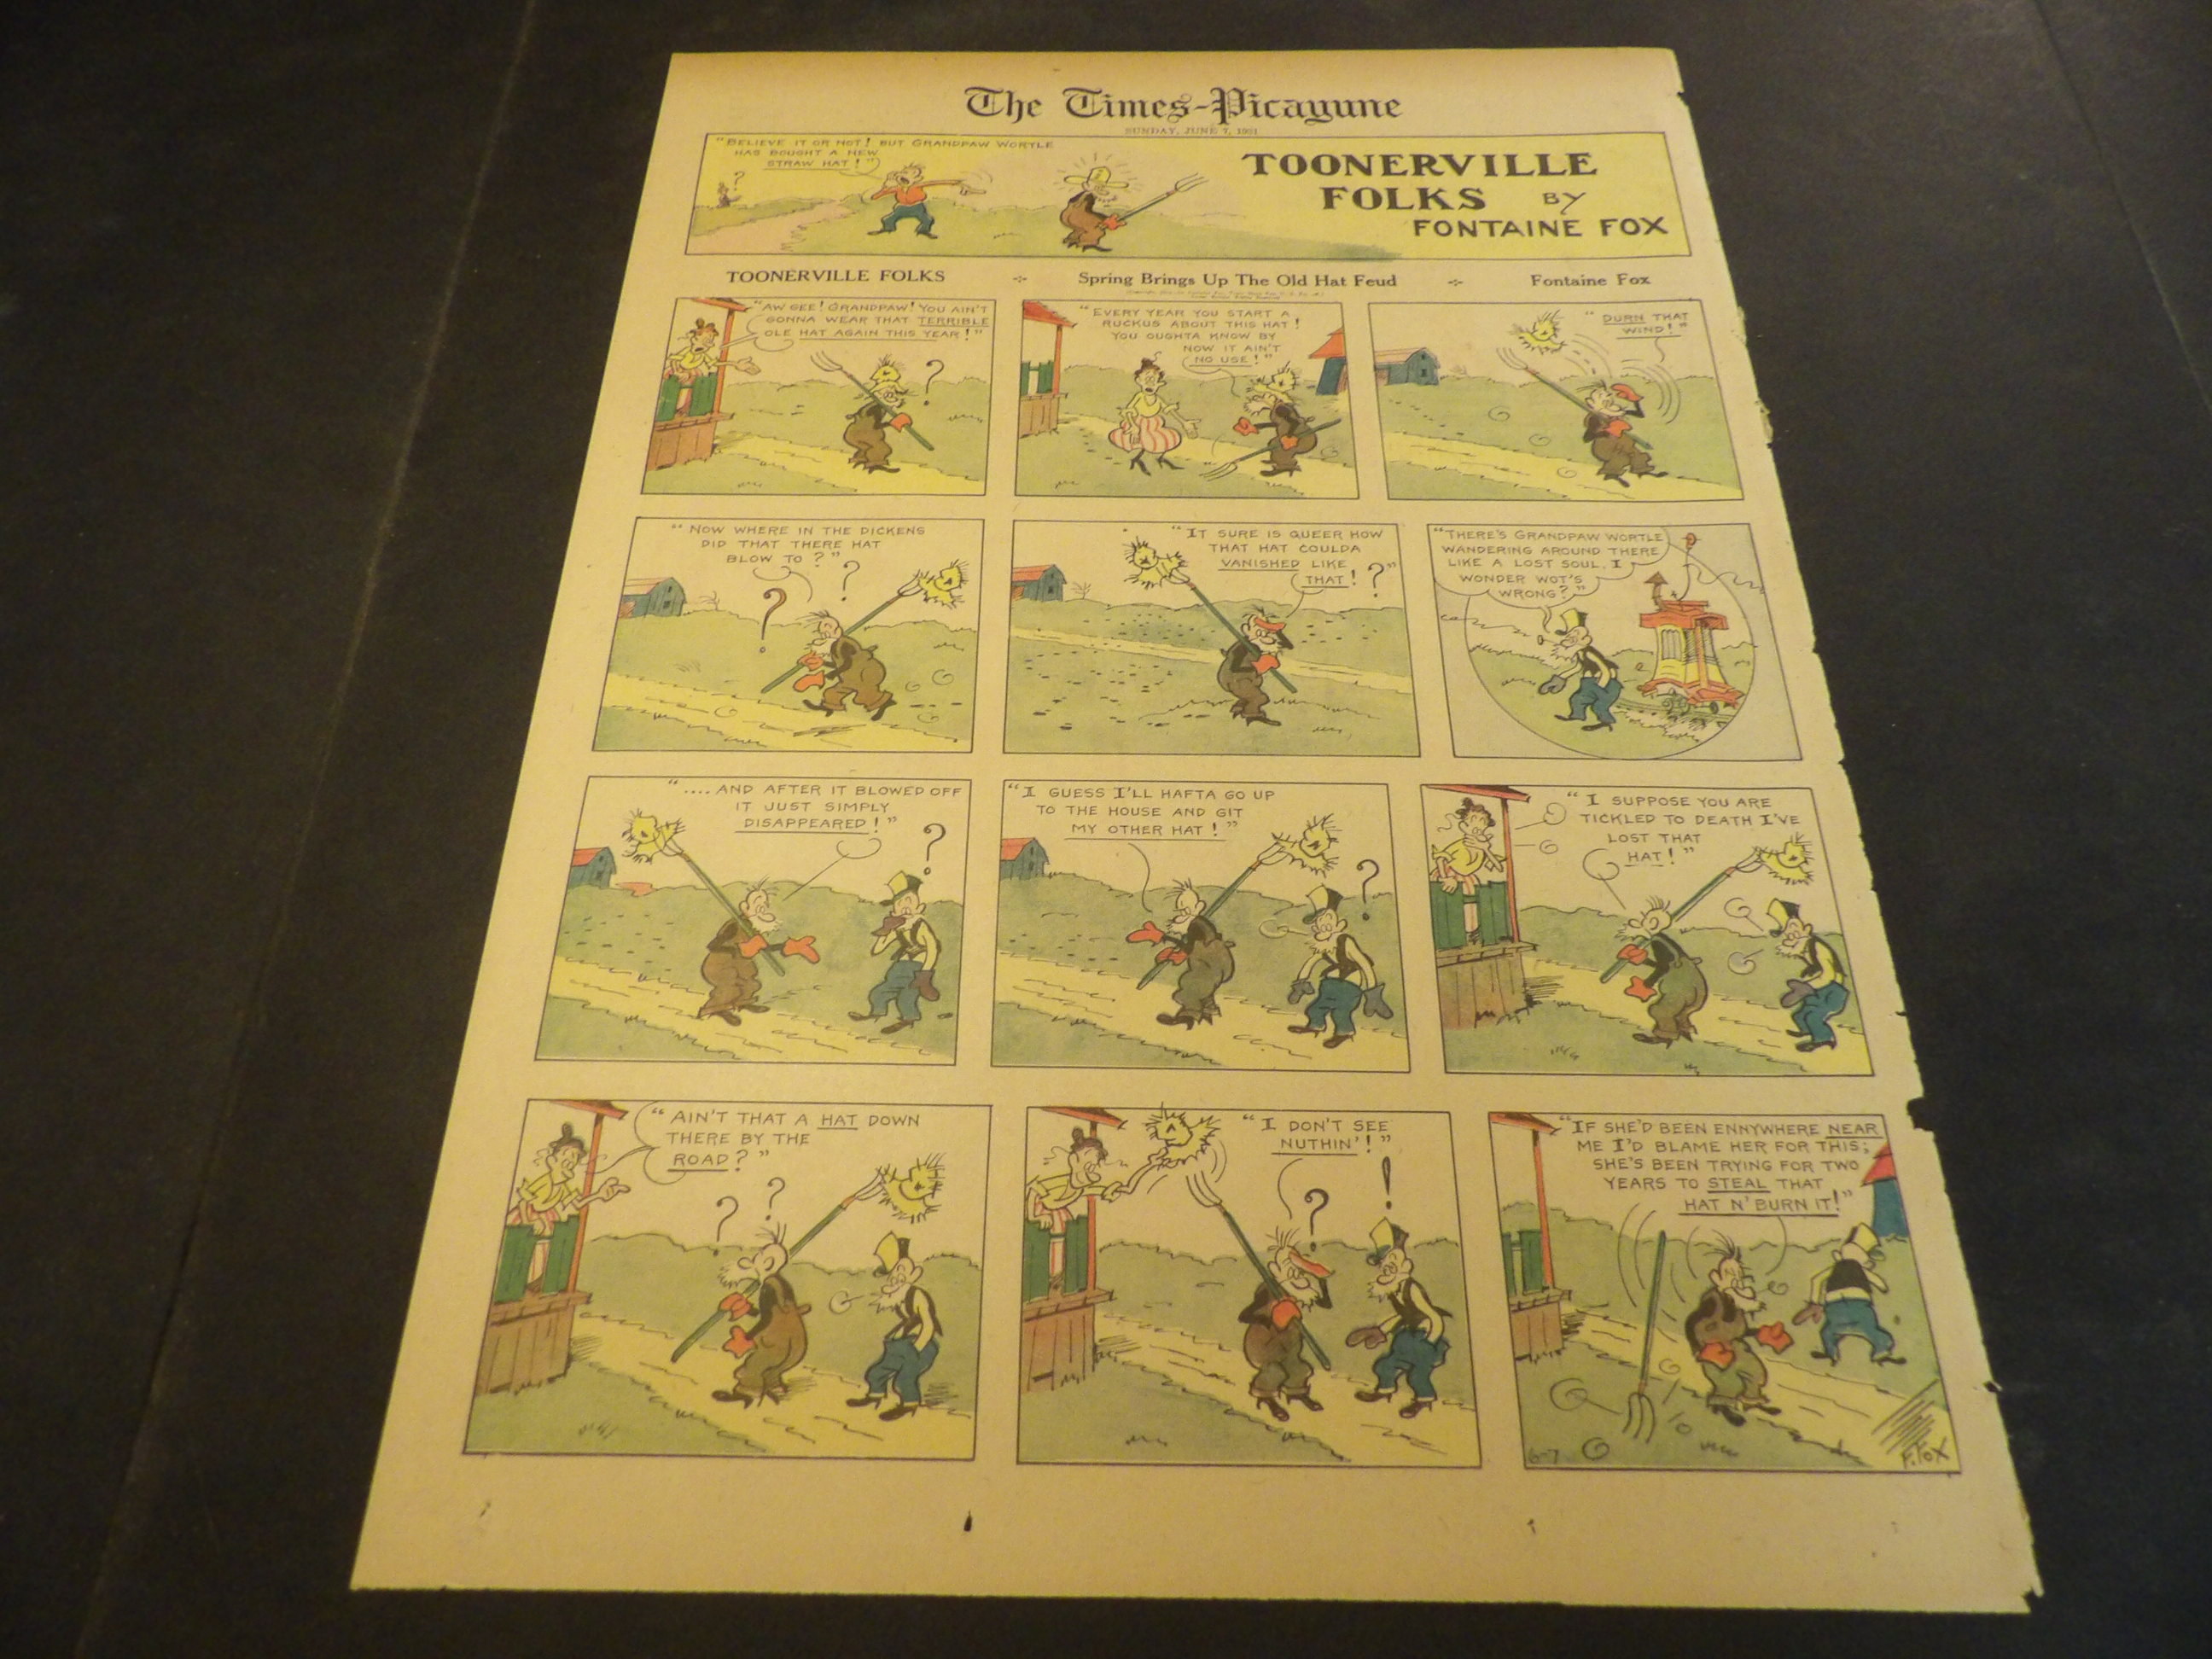 The Times-Picayune
SUNDAY, JUNE 7, 1931
"BELIEVE IT OR NOT! BUT GRANDPAW WORTLE
HAS BOUGHT A NEW
STRAW HAT!"
?
TOONERVILLE
FOLKS BY
FONTAINE FOX
TOONERVILLE FOLKS
Spring Brings Up The Old Hat Feud
Fontaine Fox
"AW GEE! GRANDPAW! YOU AIN'T
GONNA WEAR THAT TERRIBLE
OLE HAT AGAIN THIS YEAR!"
?
"EVERY YEAR YOU START A
RUCKUS ABOUT THIS HAT!
YOU OUGHTA KNOW BY
NOW IT AIN'T
NO USE!"
"DURN THAT
WIND!"
"NOW WHERE IN THE DICKENS
DID THAT THERE HAT
BLOW TO?"
?
?
"IT SURE IS QUEER HOW
THAT HAT COULDA
VANISHED LIKE
THAT!?"
"THERE'S GRANDPAW WORTLE
WANDERING AROUND THERE
LIKE A LOST SOUL. I
WONDER WOT'S
WRONG?"
"....AND AFTER IT BLOWED OFF
IT JUST SIMPLY
DISAPPEARED!"
?
"I GUESS I'LL HAFTA GO UP
TO THE HOUSE AND GIT
MY OTHER HAT!"
?
"I SUPPOSE YOU ARE
TICKLED TO DEATH I'VE
LOST THAT
HAT!"
"AIN'T THAT A HAT DOWN
THERE BY THE
ROAD?"
? ?
"I DON'T SEE
NUTHIN'!"
? !
"IF SHE'D BEEN ENNYWHERE NEAR
ME I'D BLAME HER FOR THIS;
SHE'S BEEN TRYING FOR TWO
YEARS TO STEAL THAT
HAT N' BURN IT!"
6-7
F. FOX